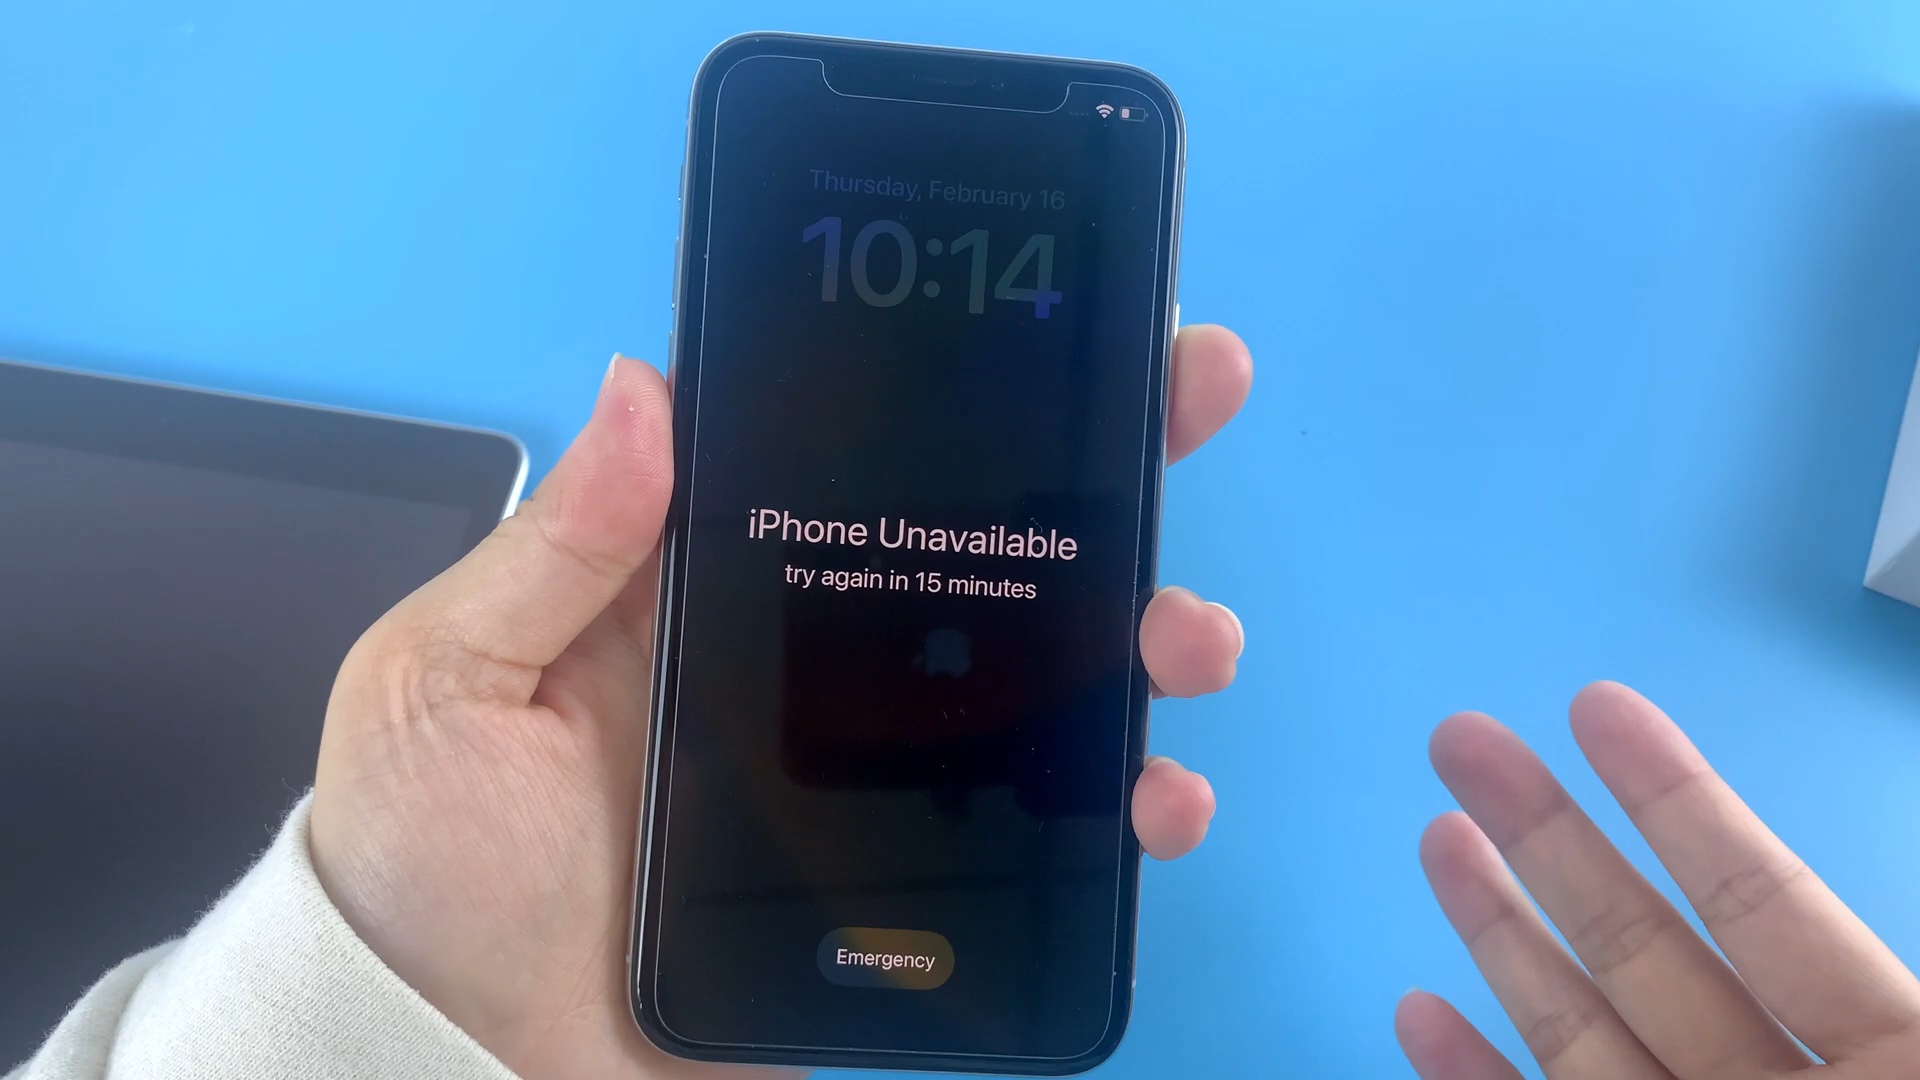 Thursday, February 16
10:14
iPhone Unavailable
try again in 15 minutes
Emergency